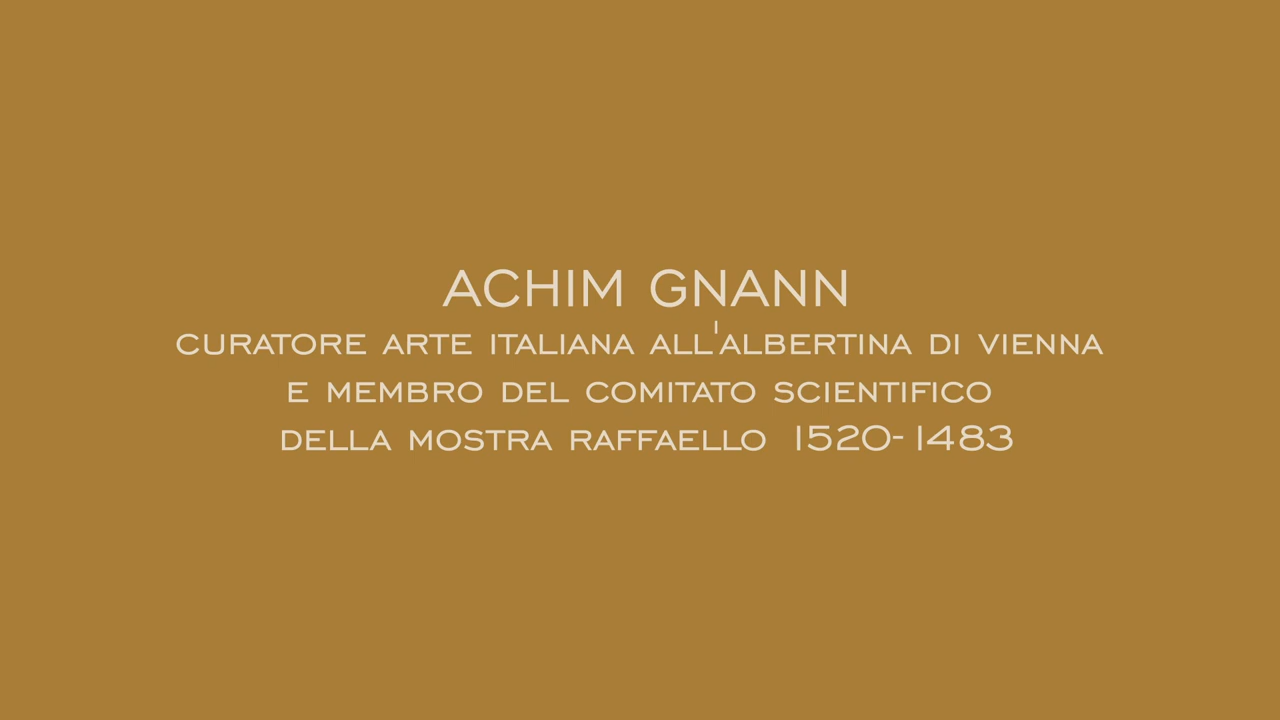 ACHIM GNANN
CURATORE ARTE ITALIANA ALL'ALBERTINA DI VIENNA
E MEMBRO DEL COMITATO SCIENTIFICO
DELLA MOSTRA RAFFAELLO 1520-1483